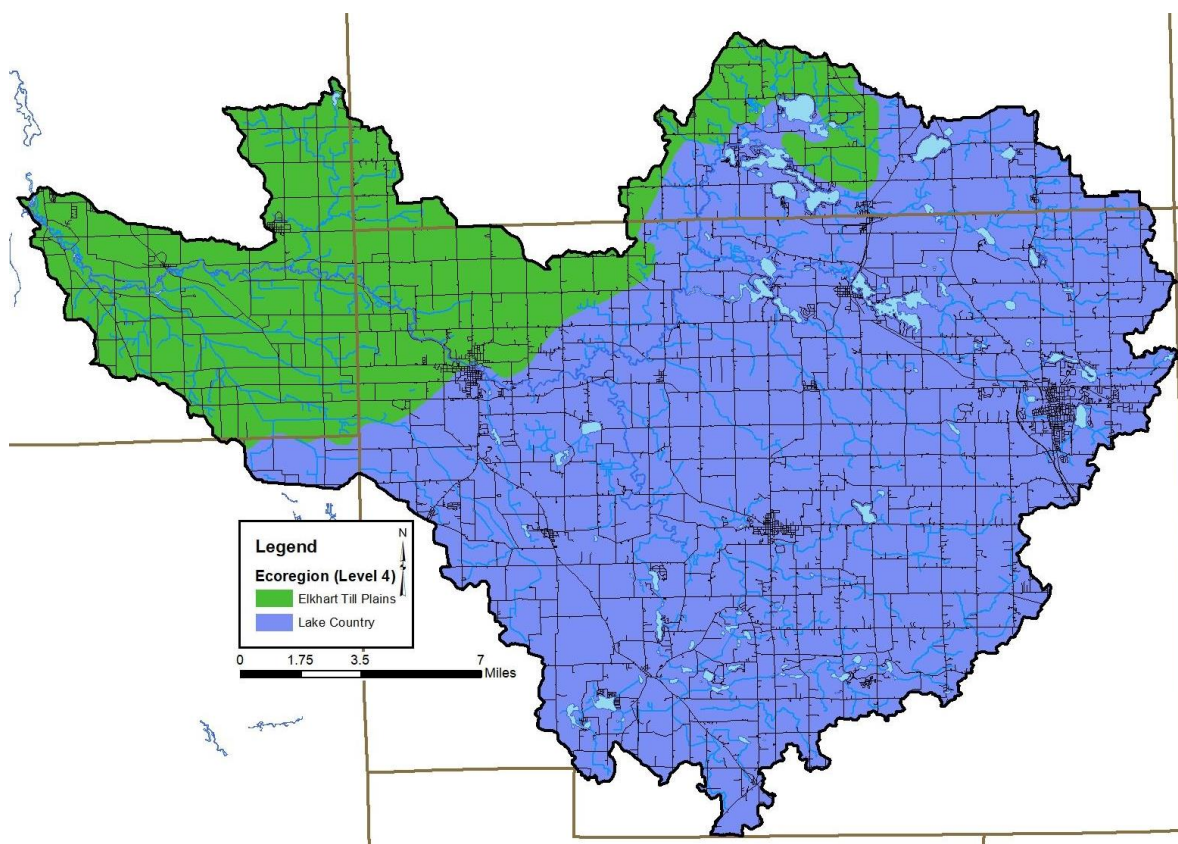 Legend
N
Ecoregion (Level 4)
Elkhart Till Plains
Lake Country
0 1.75 3.5 7
Miles